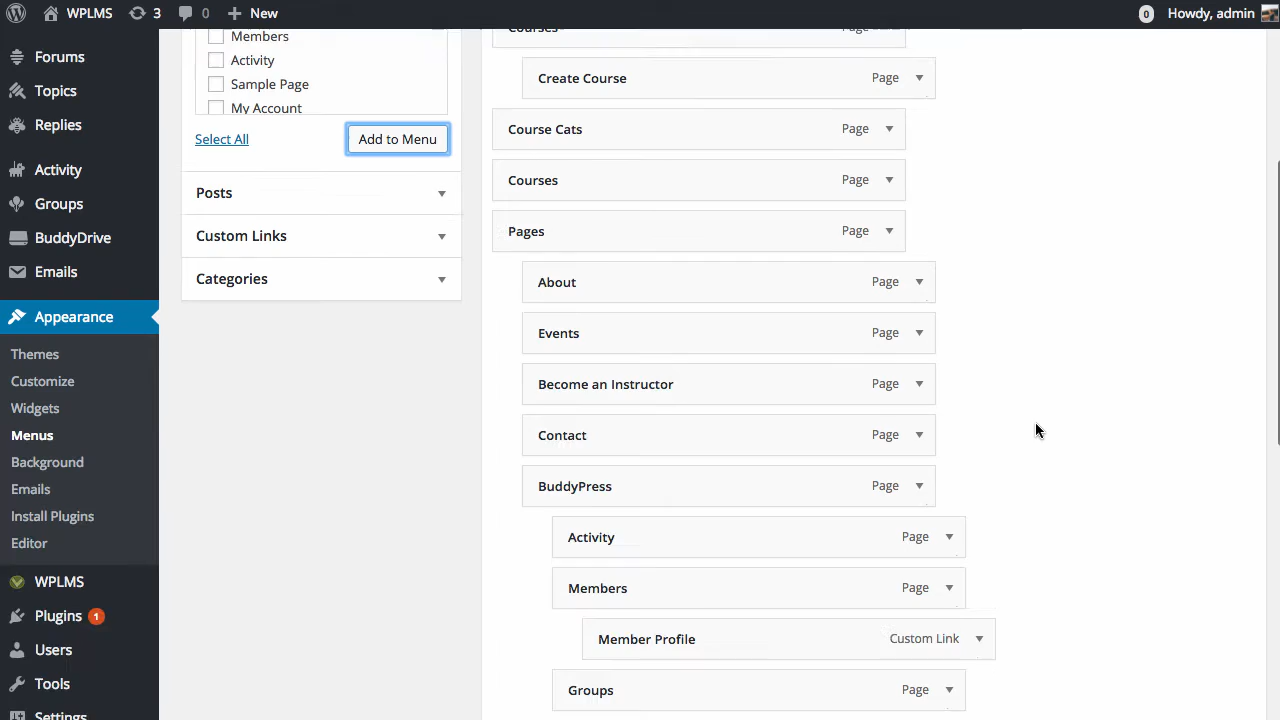 WPLMS 3 0 New 0 Howdy, admin
Forums
Topics
Replies
Activity
Groups
BuddyDrive
Emails
Appearance
Themes
Customize
Widgets
Menus
Background
Emails
Install Plugins
Editor
WPLMS
Plugins 1
Users
Tools
Settings
Members
Activity
Sample Page
My Account
Select All Add to Menu
Posts
Custom Links
Categories
Courses Page
Create Course Page
Course Cats Page
Courses Page
Pages Page
About Page
Events Page
Become an Instructor Page
Contact Page
BuddyPress Page
Activity Page
Members Page
Member Profile Custom Link
Groups Page